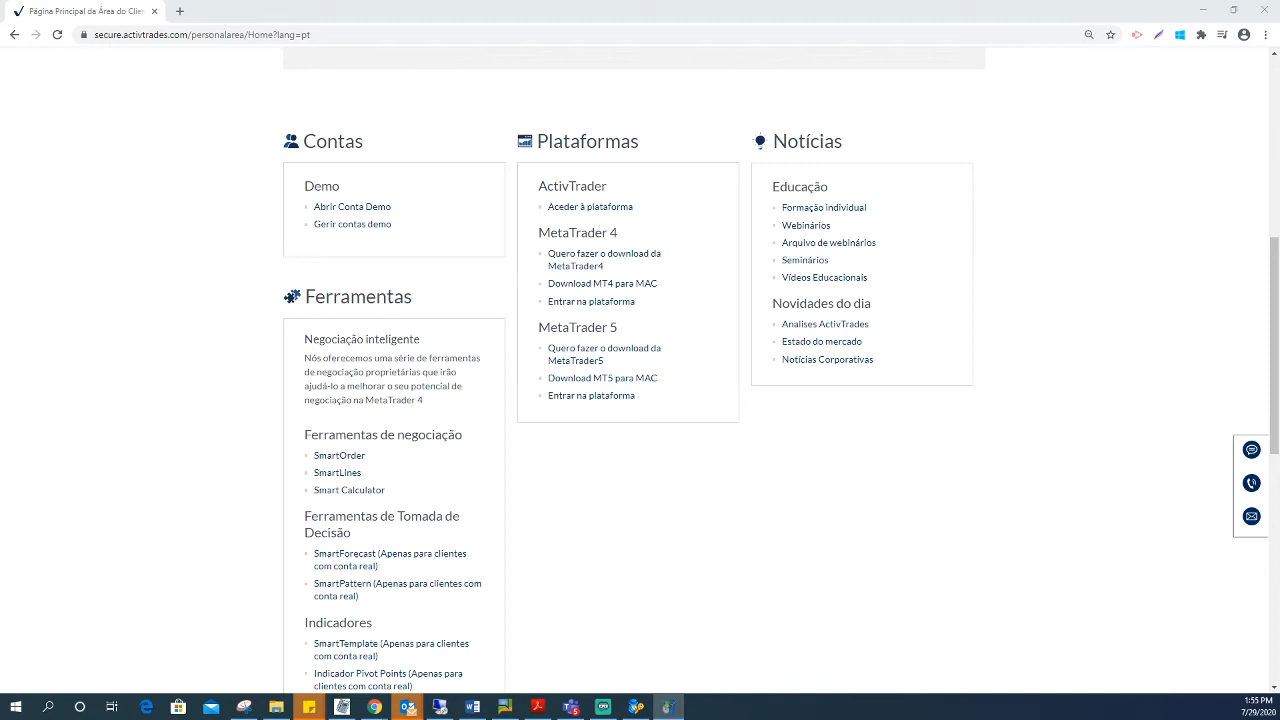 Página Principal da Área do Clien
secure.activtrades.com/personalarea/Home?lang=pt
Contas
Demo
Abrir Conta Demo
Gerir contas demo
Ferramentas
Negociação inteligente
Nós oferecemos uma série de ferramentas
de negociação proprietárias que irão
ajudá-lo a melhorar o seu potencial de
negociação na MetaTrader 4
Ferramentas de negociação
SmartOrder
SmartLines
Smart Calculator
Ferramentas de Tomada de
Decisão
SmartForecast (Apenas para clientes
com conta real)
SmartPattern (Apenas para clientes com
conta real)
Indicadores
SmartTemplate (Apenas para clientes
com conta real)
Indicador Pivot Points (Apenas para
clientes com conta real)
Plataformas
ActivTrader
Aceder à plataforma
MetaTrader 4
Quero fazer o download da
MetaTrader4
Download MT4 para MAC
Entrar na plataforma
MetaTrader 5
Quero fazer o download da
MetaTrader5
Download MT5 para MAC
Entrar na plataforma
Notícias
Educação
Formação individual
Webinários
Arquivo de webinários
Seminários
Vídeos Educacionais
Novidades do dia
Analises ActivTrades
Estado do mercado
Notícias Corporativas
1:55 PM
7/29/2020